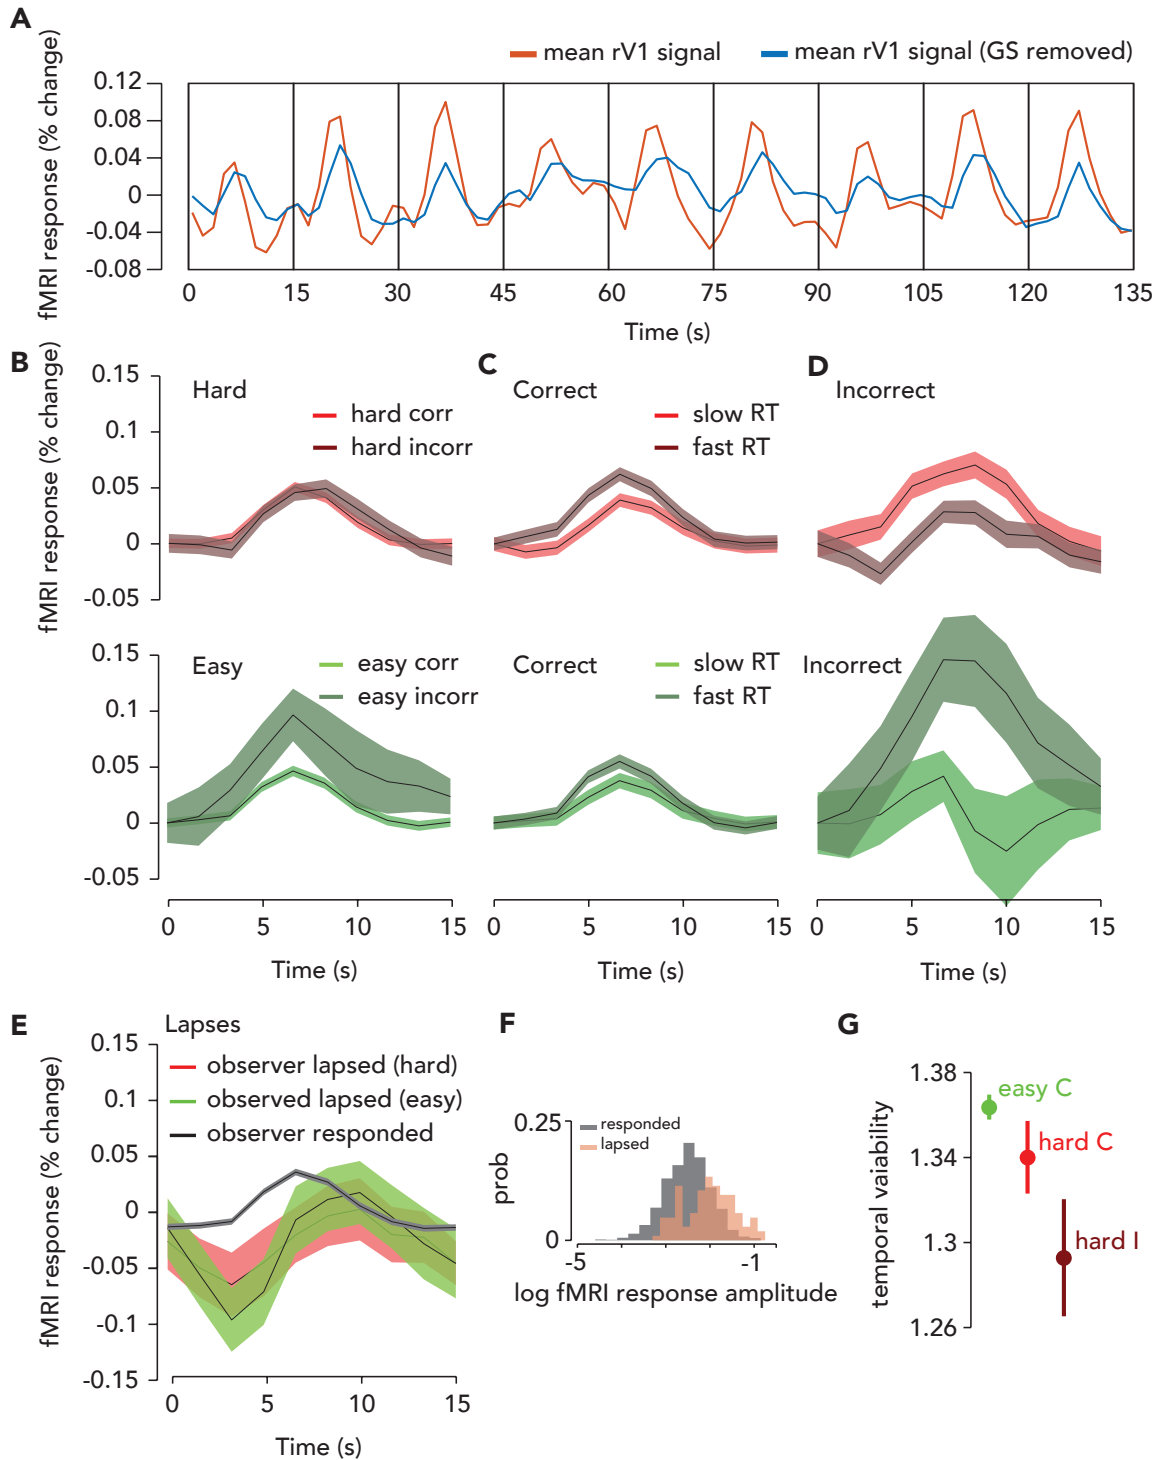 A
mean rV1 signal
mean rV1 signal (GS removed)
fMRI response (% change)
0.12
0.08
0.04
0
-0.04
-0.08
0 15 30 45 60 75 90 105 120 135
Time (s)
B
C
D
fMRI response (% change)
0.15
0.1
0.05
0
-0.05
Hard
hard corr
hard incorr
Correct
slow RT
fast RT
Incorrect
0.15
0.1
0.05
0
-0.05
Easy
easy corr
easy incorr
Correct
slow RT
fast RT
Incorrect
0 5 10 15
0 5 10 15
0 5 10 15
Time (s)
Time (s)
Time (s)
E
Lapses
fMRI response (% change)
0.15
0.1
0.05
0
-0.05
-0.1
-0.15
observer lapsed (hard)
observed lapsed (easy)
observer responded
0 5 10 15
Time (s)
F
prob
0.25
0
responded
lapsed
-5 -1
log fMRI response amplitude
G
temporal vaiability
1.38
1.34
1.3
1.26
easy C
hard C
hard I